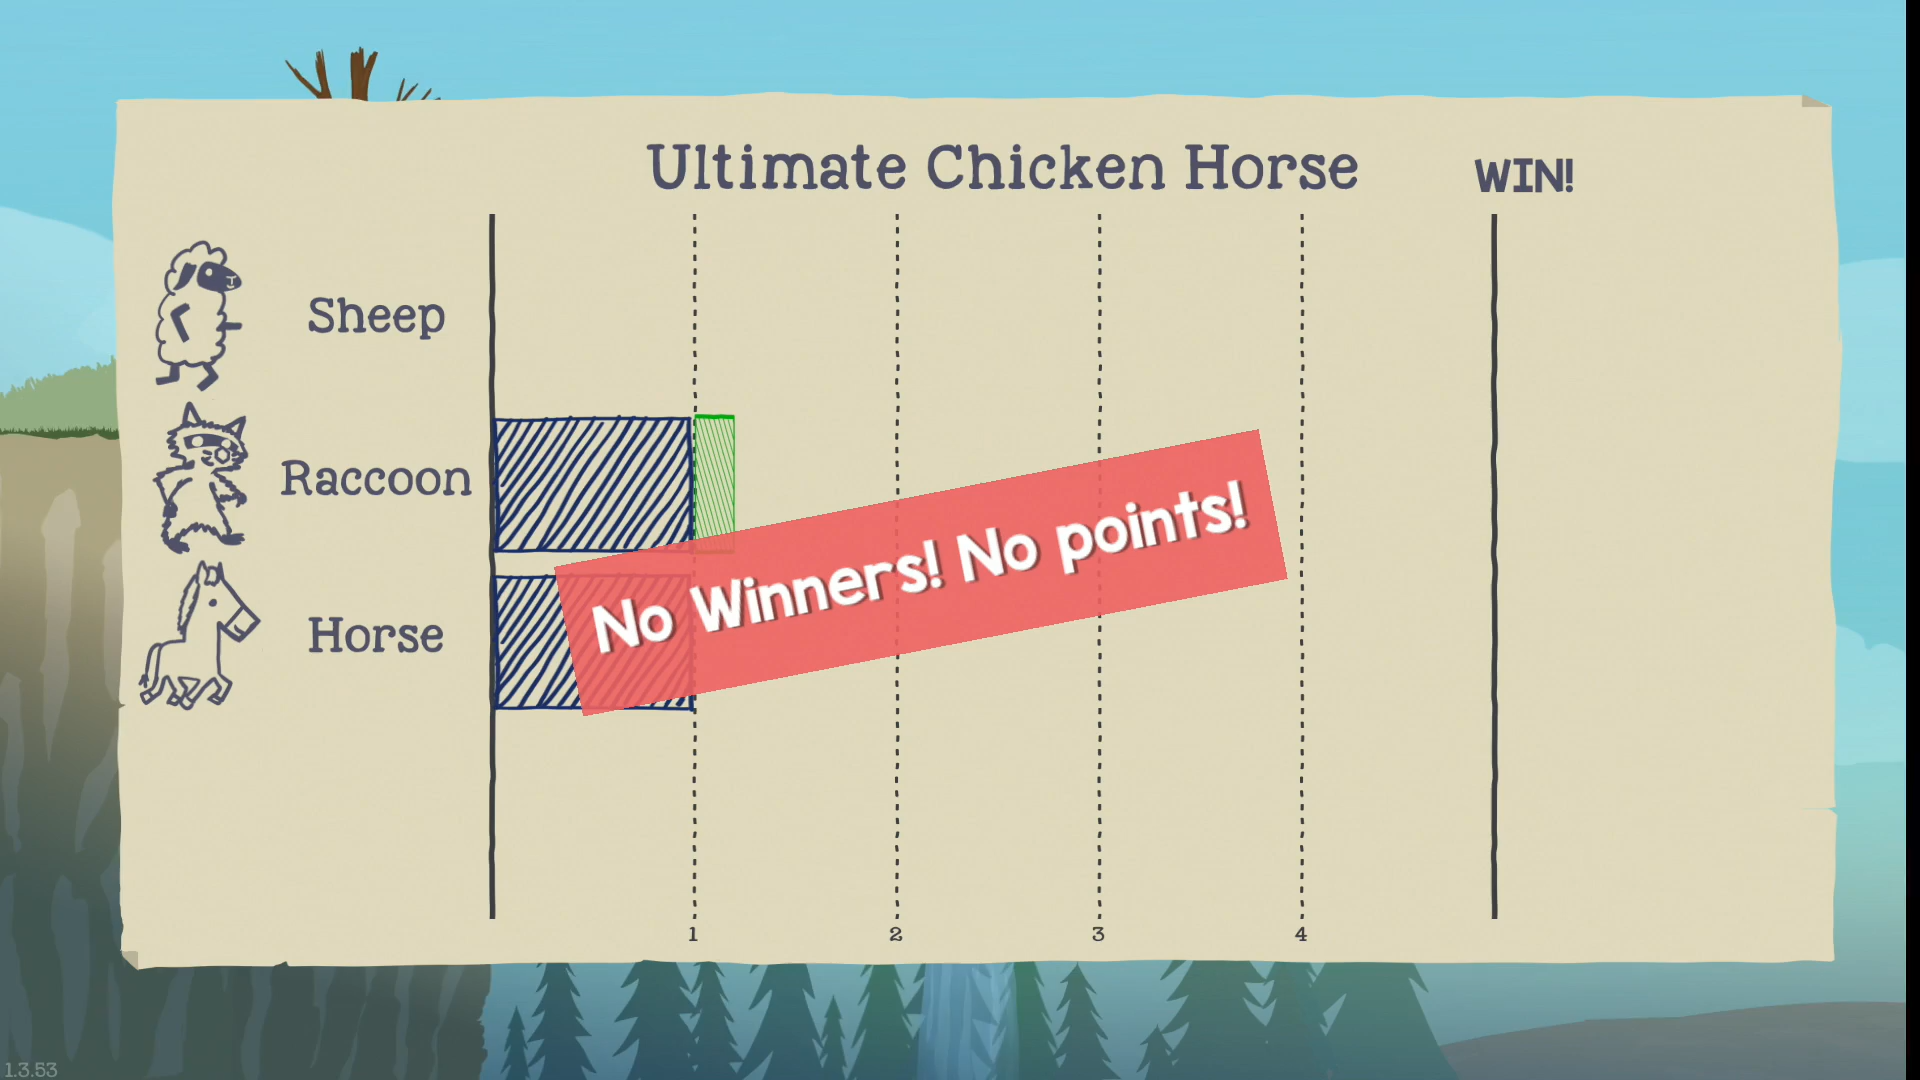 Ultimate Chicken Horse
WIN!
Sheep
Raccoon
No Winners! No points!
Horse
1 2 3 4
1.3.53